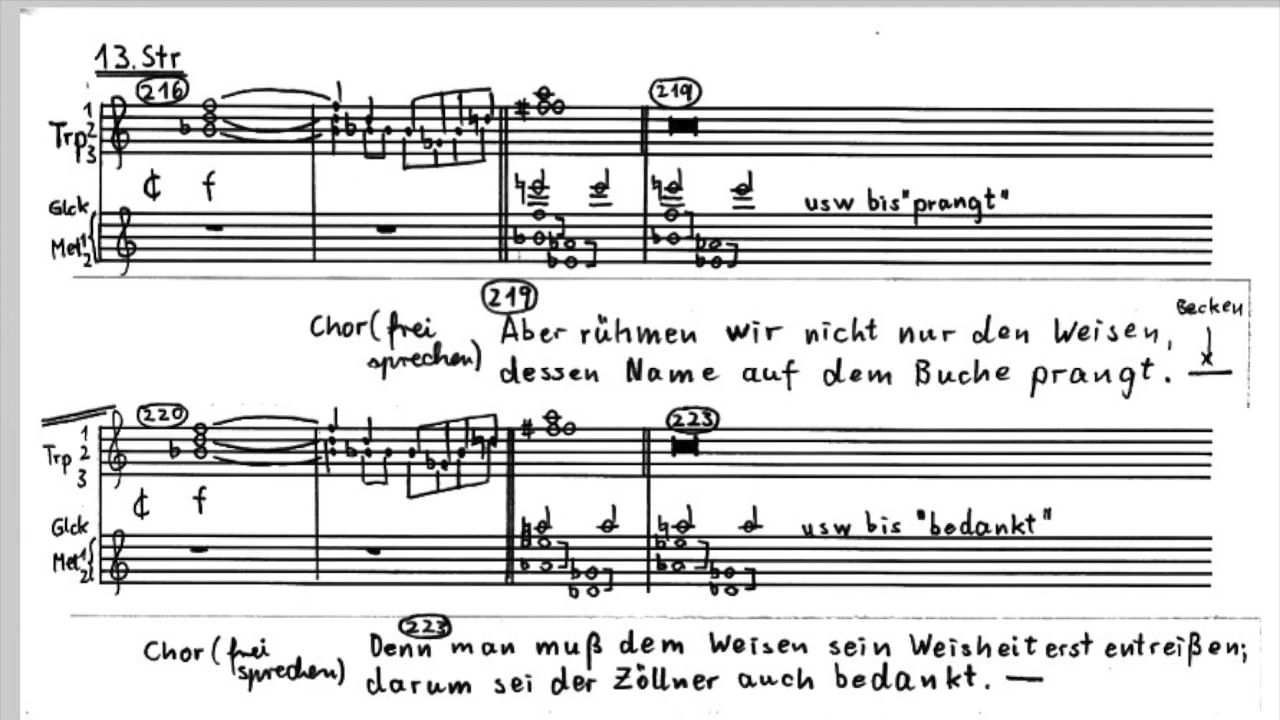 13. Str
216
219
1
Trp 2
3
₵ f
Glck
Met 1
2
usw bis "prangt"
219
Becken
Chor (frei sprechen) Aber rühmen wir nicht nur den Weisen,
dessen Name auf dem Buche prangt. —
220
223
1
Trp 2
3
₵ f
Glck
Met 1
2
usw bis "bedankt"
223
Chor (frei sprechen) Denn man muß dem Weisen sein Weisheit erst entreißen;
darum sei der Zöllner auch bedankt. —